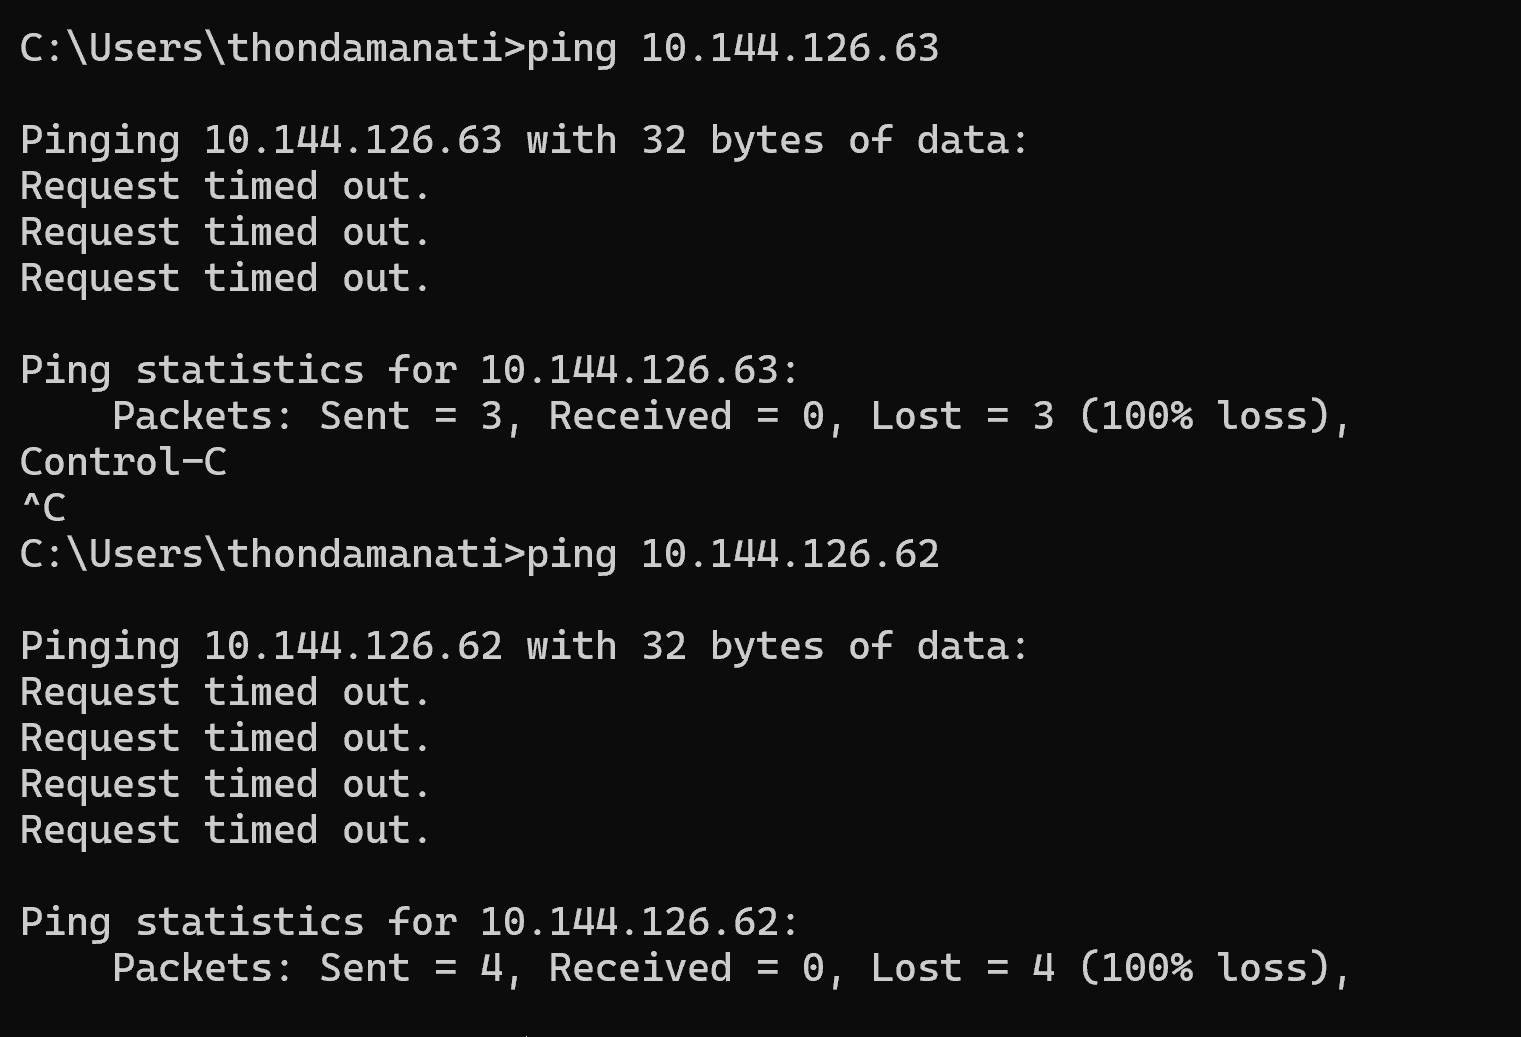 C:\Users\thondamanati>ping 10.144.126.63
Pinging 10.144.126.63 with 32 bytes of data:
Request timed out.
Request timed out.
Request timed out.
Ping statistics for 10.144.126.63:
    Packets: Sent = 3, Received = 0, Lost = 3 (100% loss),
Control-C
^C
C:\Users\thondamanati>ping 10.144.126.62
Pinging 10.144.126.62 with 32 bytes of data:
Request timed out.
Request timed out.
Request timed out.
Request timed out.
Ping statistics for 10.144.126.62:
    Packets: Sent = 4, Received = 0, Lost = 4 (100% loss),